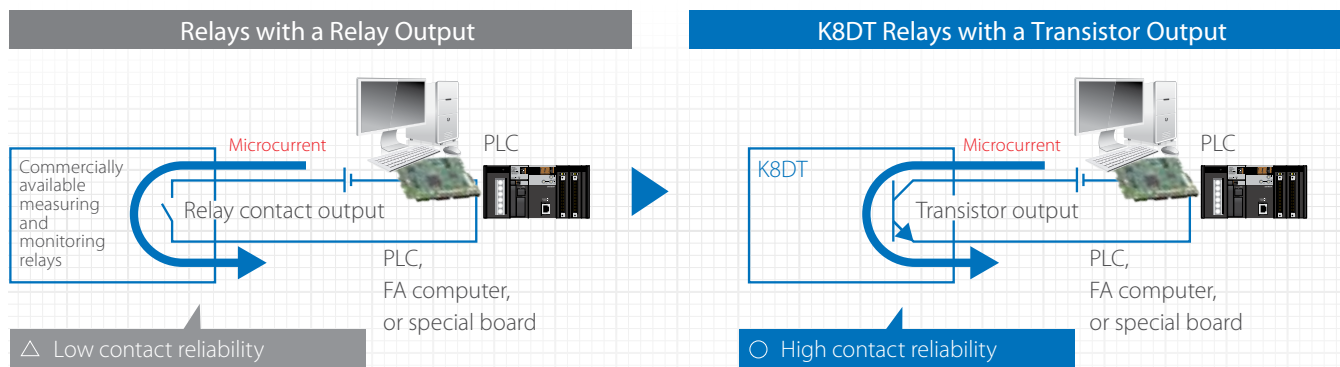 Relays with a Relay Output
Microcurrent
PLC
Commercially
available
measuring
and
monitoring
relays
Relay contact output
PLC,
FA computer,
or special board
△ Low contact reliability
K8DT Relays with a Transistor Output
Microcurrent
PLC
K8DT
Transistor output
PLC,
FA computer,
or special board
○ High contact reliability